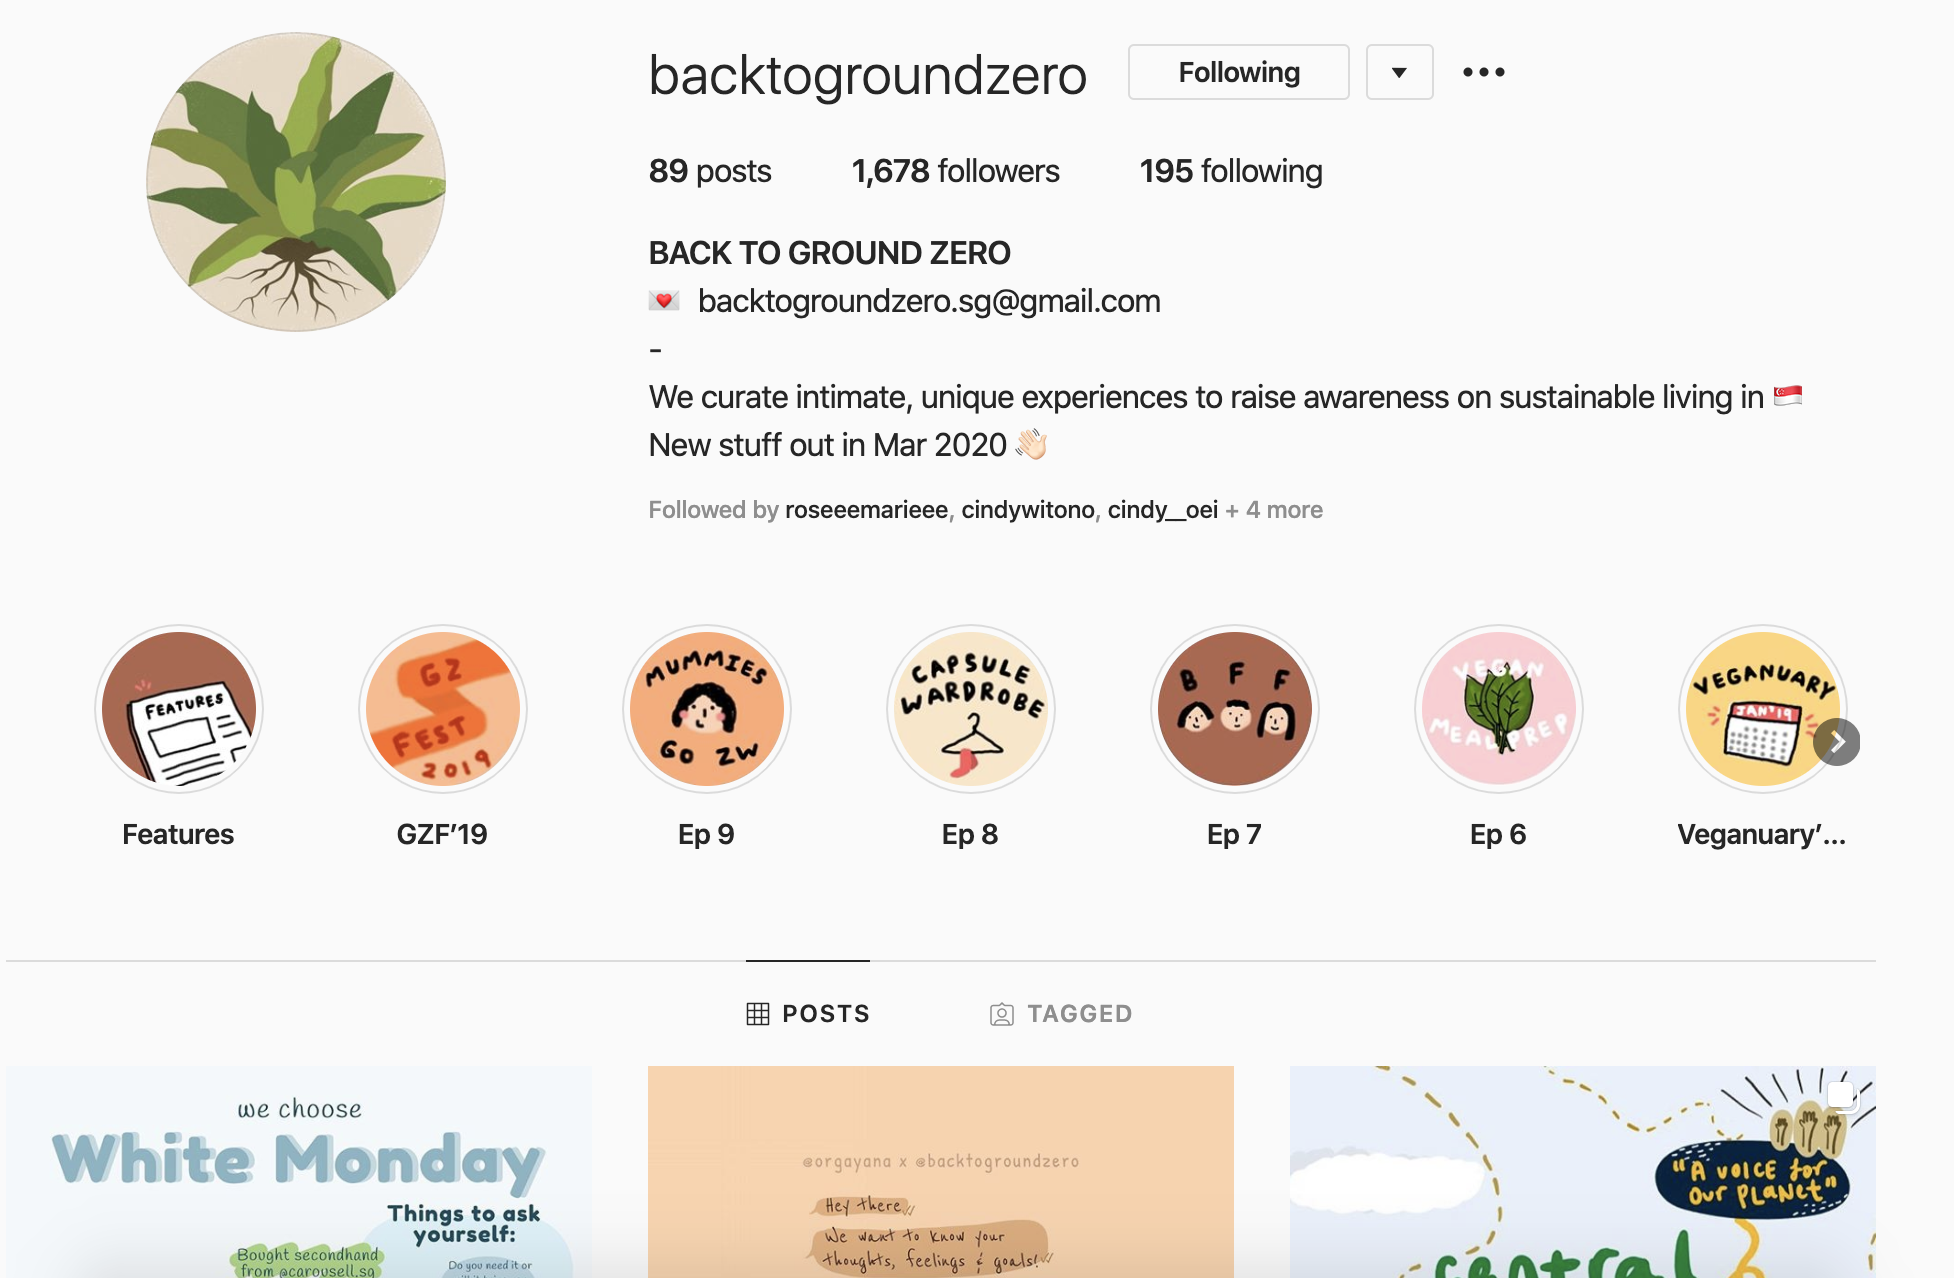 backtogroundzero Following
89 posts 1,678 followers 195 following
BACK TO GROUND ZERO
💌 backtogroundzero.sg@gmail.com
-
We curate intimate, unique experiences to raise awareness on sustainable living in 🇸🇬
New stuff out in Mar 2020 👋🏻
Followed by roseeemarieee, cindywitono, cindy__oei + 4 more
FEATURES
GZ
FEST
2019
MUMMIES
GO ZW
CAPSULE
WARDROBE
B F F
VEGAN
MEAL PREP
VEGANUARY
JAN'19
Features GZF’19 Ep 9 Ep 8 Ep 7 Ep 6 Veganuary’...
POSTS TAGGED
we choose
White Monday
Things to ask
yourself:
Bought secondhand
from @carousell.sg
Do you need it or
@orgayana x @backtogroundzero
Hey there
We want to know your
thoughts, feelings & goals!
"A VOICE for
our PLANet"
central